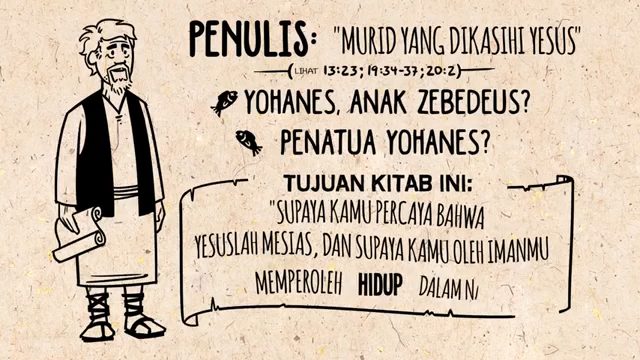 PENULIS: "MURID YANG DIKASIHI YESUS"
(LIHAT 13:23; 19:34-37; 20:2)
YOHANES, ANAK ZEBEDEUS?
PENATUA YOHANES?
TUJUAN KITAB INI:
"SUPAYA KAMU PERCAYA BAHWA
YESUSLAH MESIAS, DAN SUPAYA KAMU OLEH IMANMU
MEMPEROLEH HIDUP DALAM N